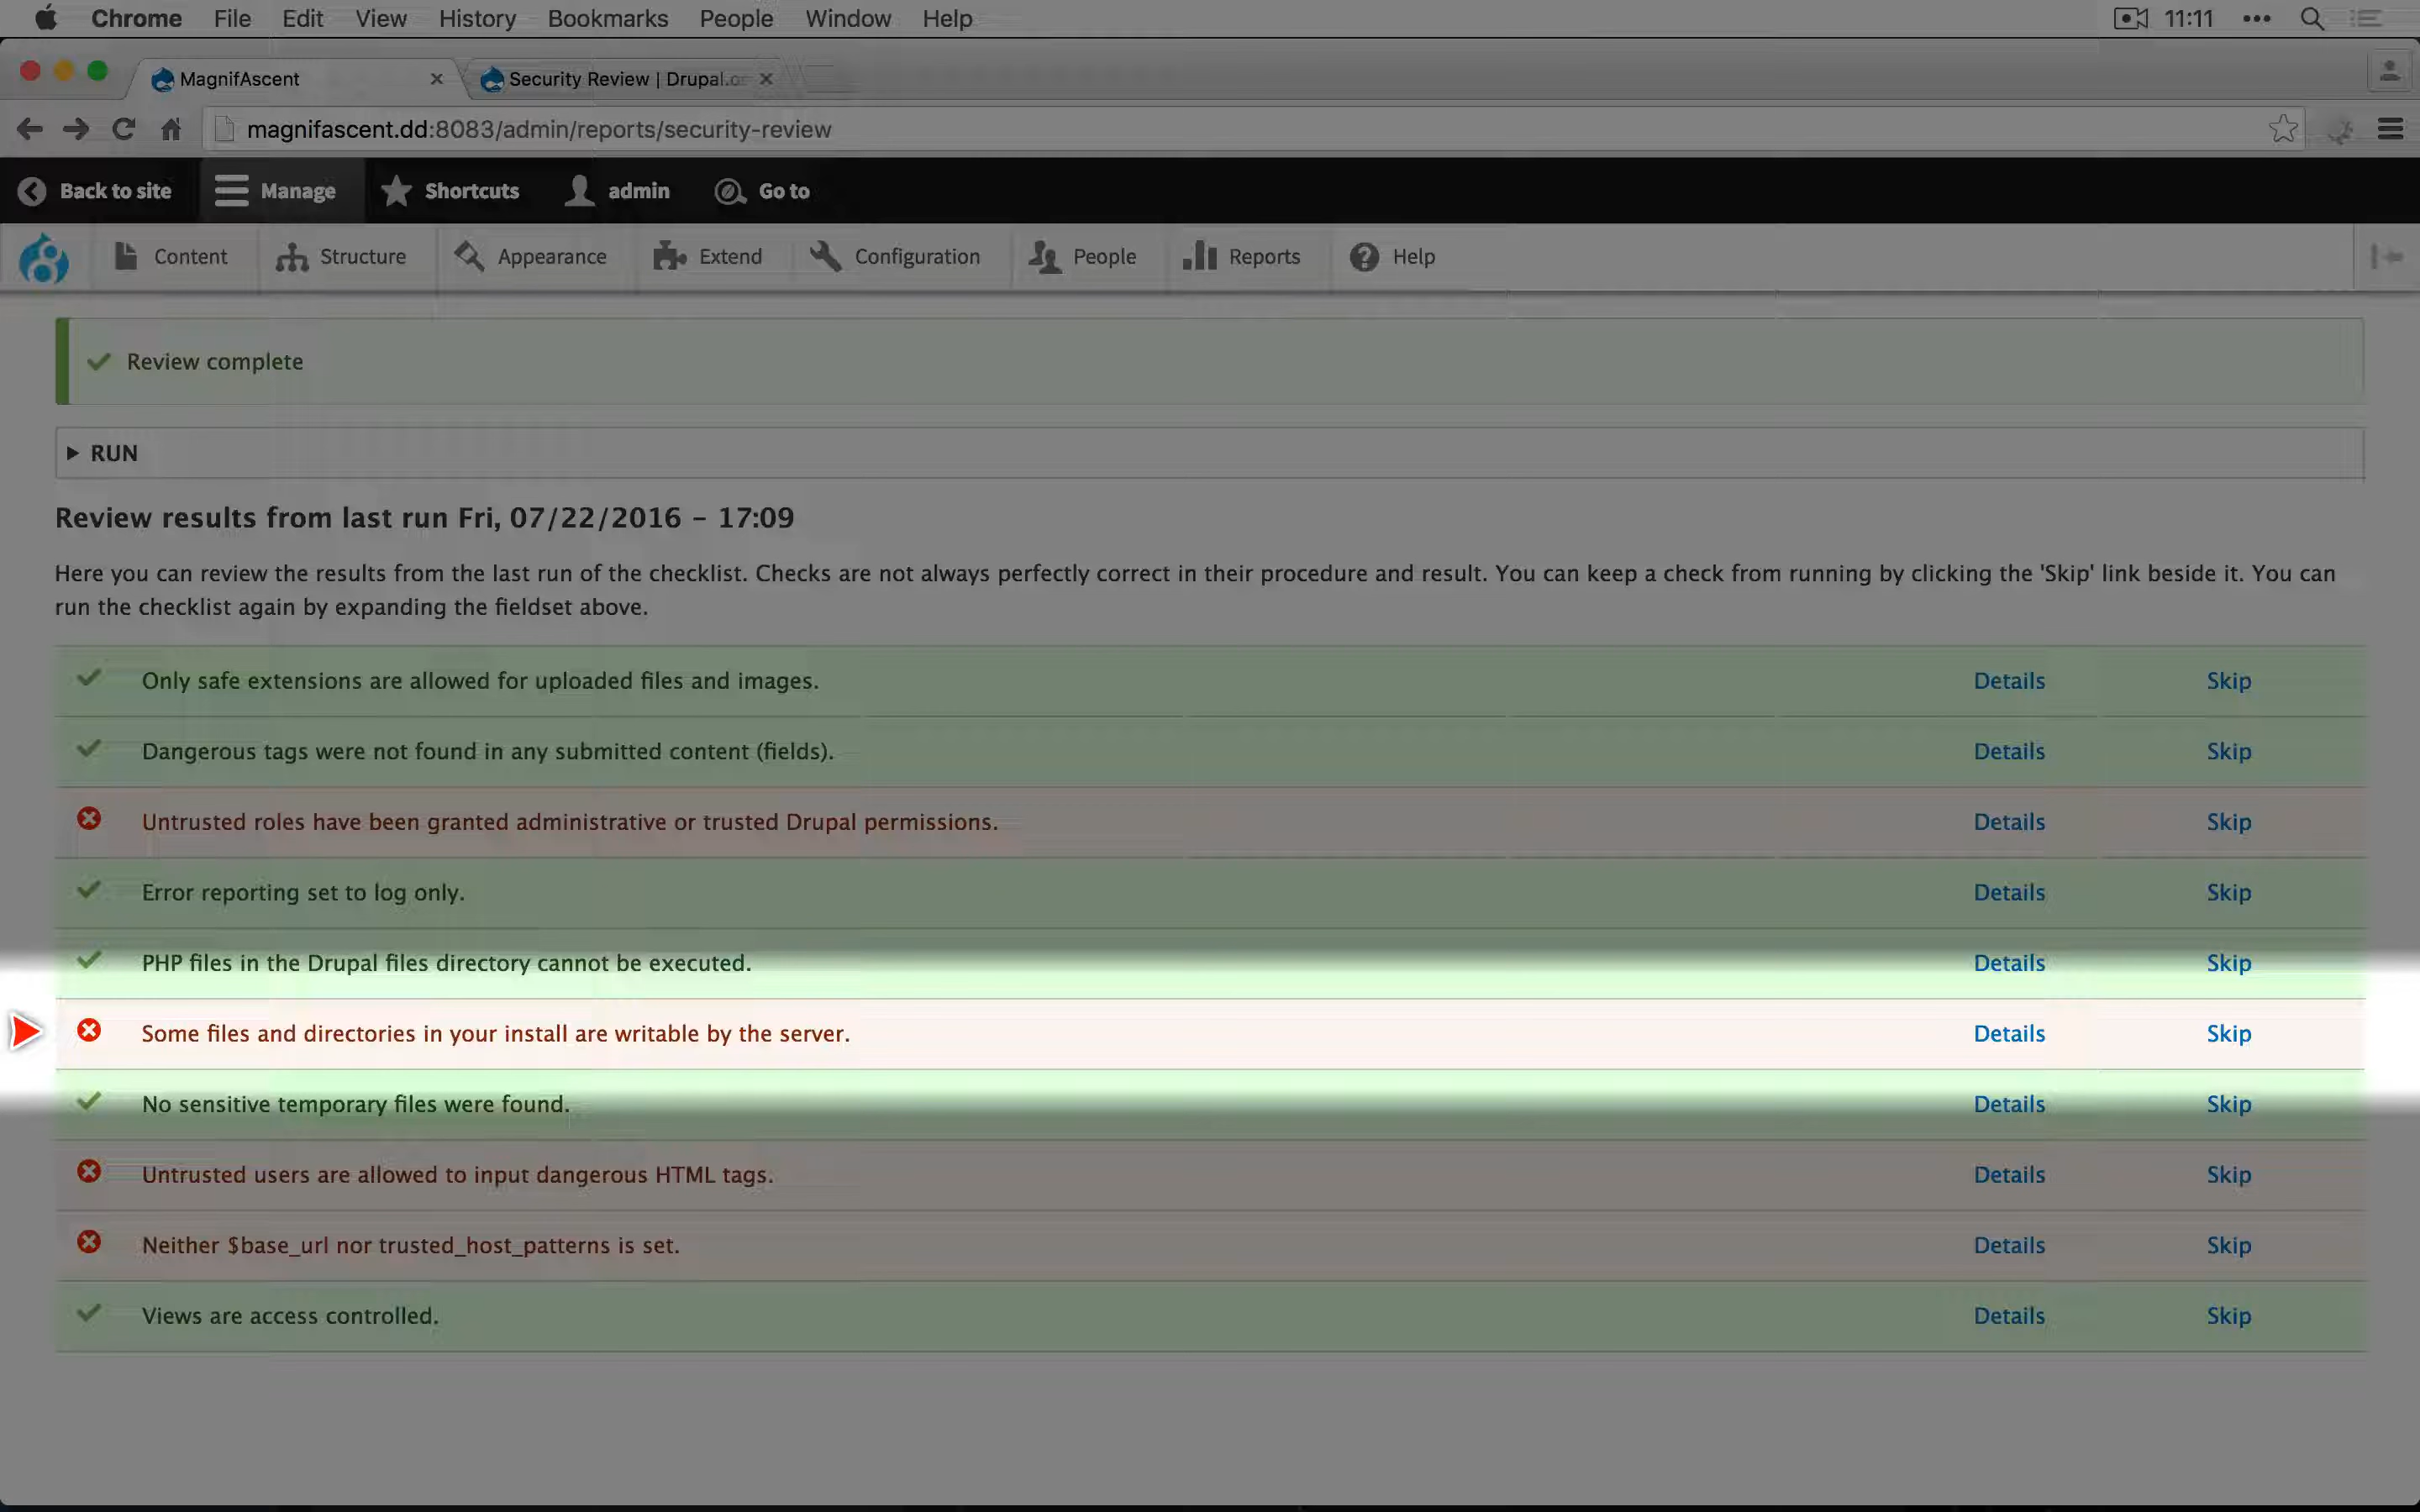 Chrome File Edit View History Bookmarks People Window Help 11:11
MagnifAscent Security Review | Drupal.or
magnifascent.dd:8083/admin/reports/security-review
Back to site Manage Shortcuts admin Go to
Content Structure Appearance Extend Configuration People Reports Help
Review complete
RUN
Review results from last run Fri, 07/22/2016 - 17:09
Here you can review the results from the last run of the checklist. Checks are not always perfectly correct in their procedure and result. You can keep a check from running by clicking the 'Skip' link beside it. You can
run the checklist again by expanding the fieldset above.
Only safe extensions are allowed for uploaded files and images. Details Skip
Dangerous tags were not found in any submitted content (fields). Details Skip
Untrusted roles have been granted administrative or trusted Drupal permissions. Details Skip
Error reporting set to log only. Details Skip
PHP files in the Drupal files directory cannot be executed. Details Skip
Some files and directories in your install are writable by the server. Details Skip
No sensitive temporary files were found. Details Skip
Untrusted users are allowed to input dangerous HTML tags. Details Skip
Neither $base_url nor trusted_host_patterns is set. Details Skip
Views are access controlled. Details Skip